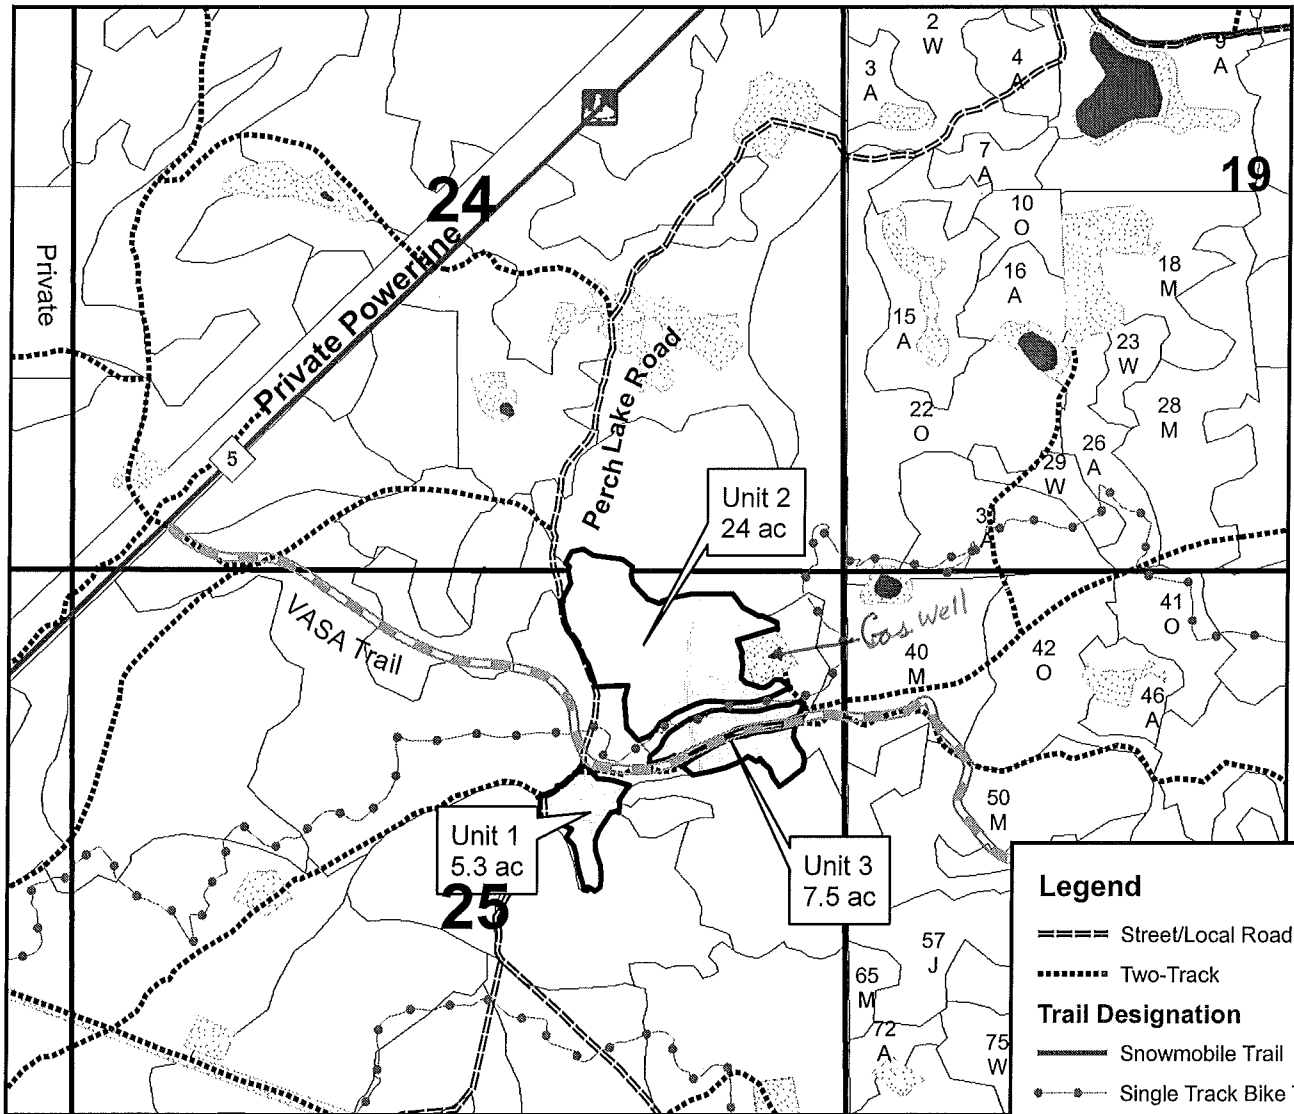 2
W
3
A
4
A
9
A
7
A
19
24
10
O
Private
Private Powerline
16
A
18
M
15
A
23
W
Perch Lake Road
22
O
28
M
5
29
W
26
A
Unit 2
24 ac
3
VASA Trail
Gas Well
41
O
40
M
42
O
46
A
50
M
Unit 1
5.3 ac
Unit 3
7.5 ac
25
57
J
65
M
72
A
75
W
Legend
Street/Local Road
Two-Track
Trail Designation
Snowmobile Trail
Single Track Bike